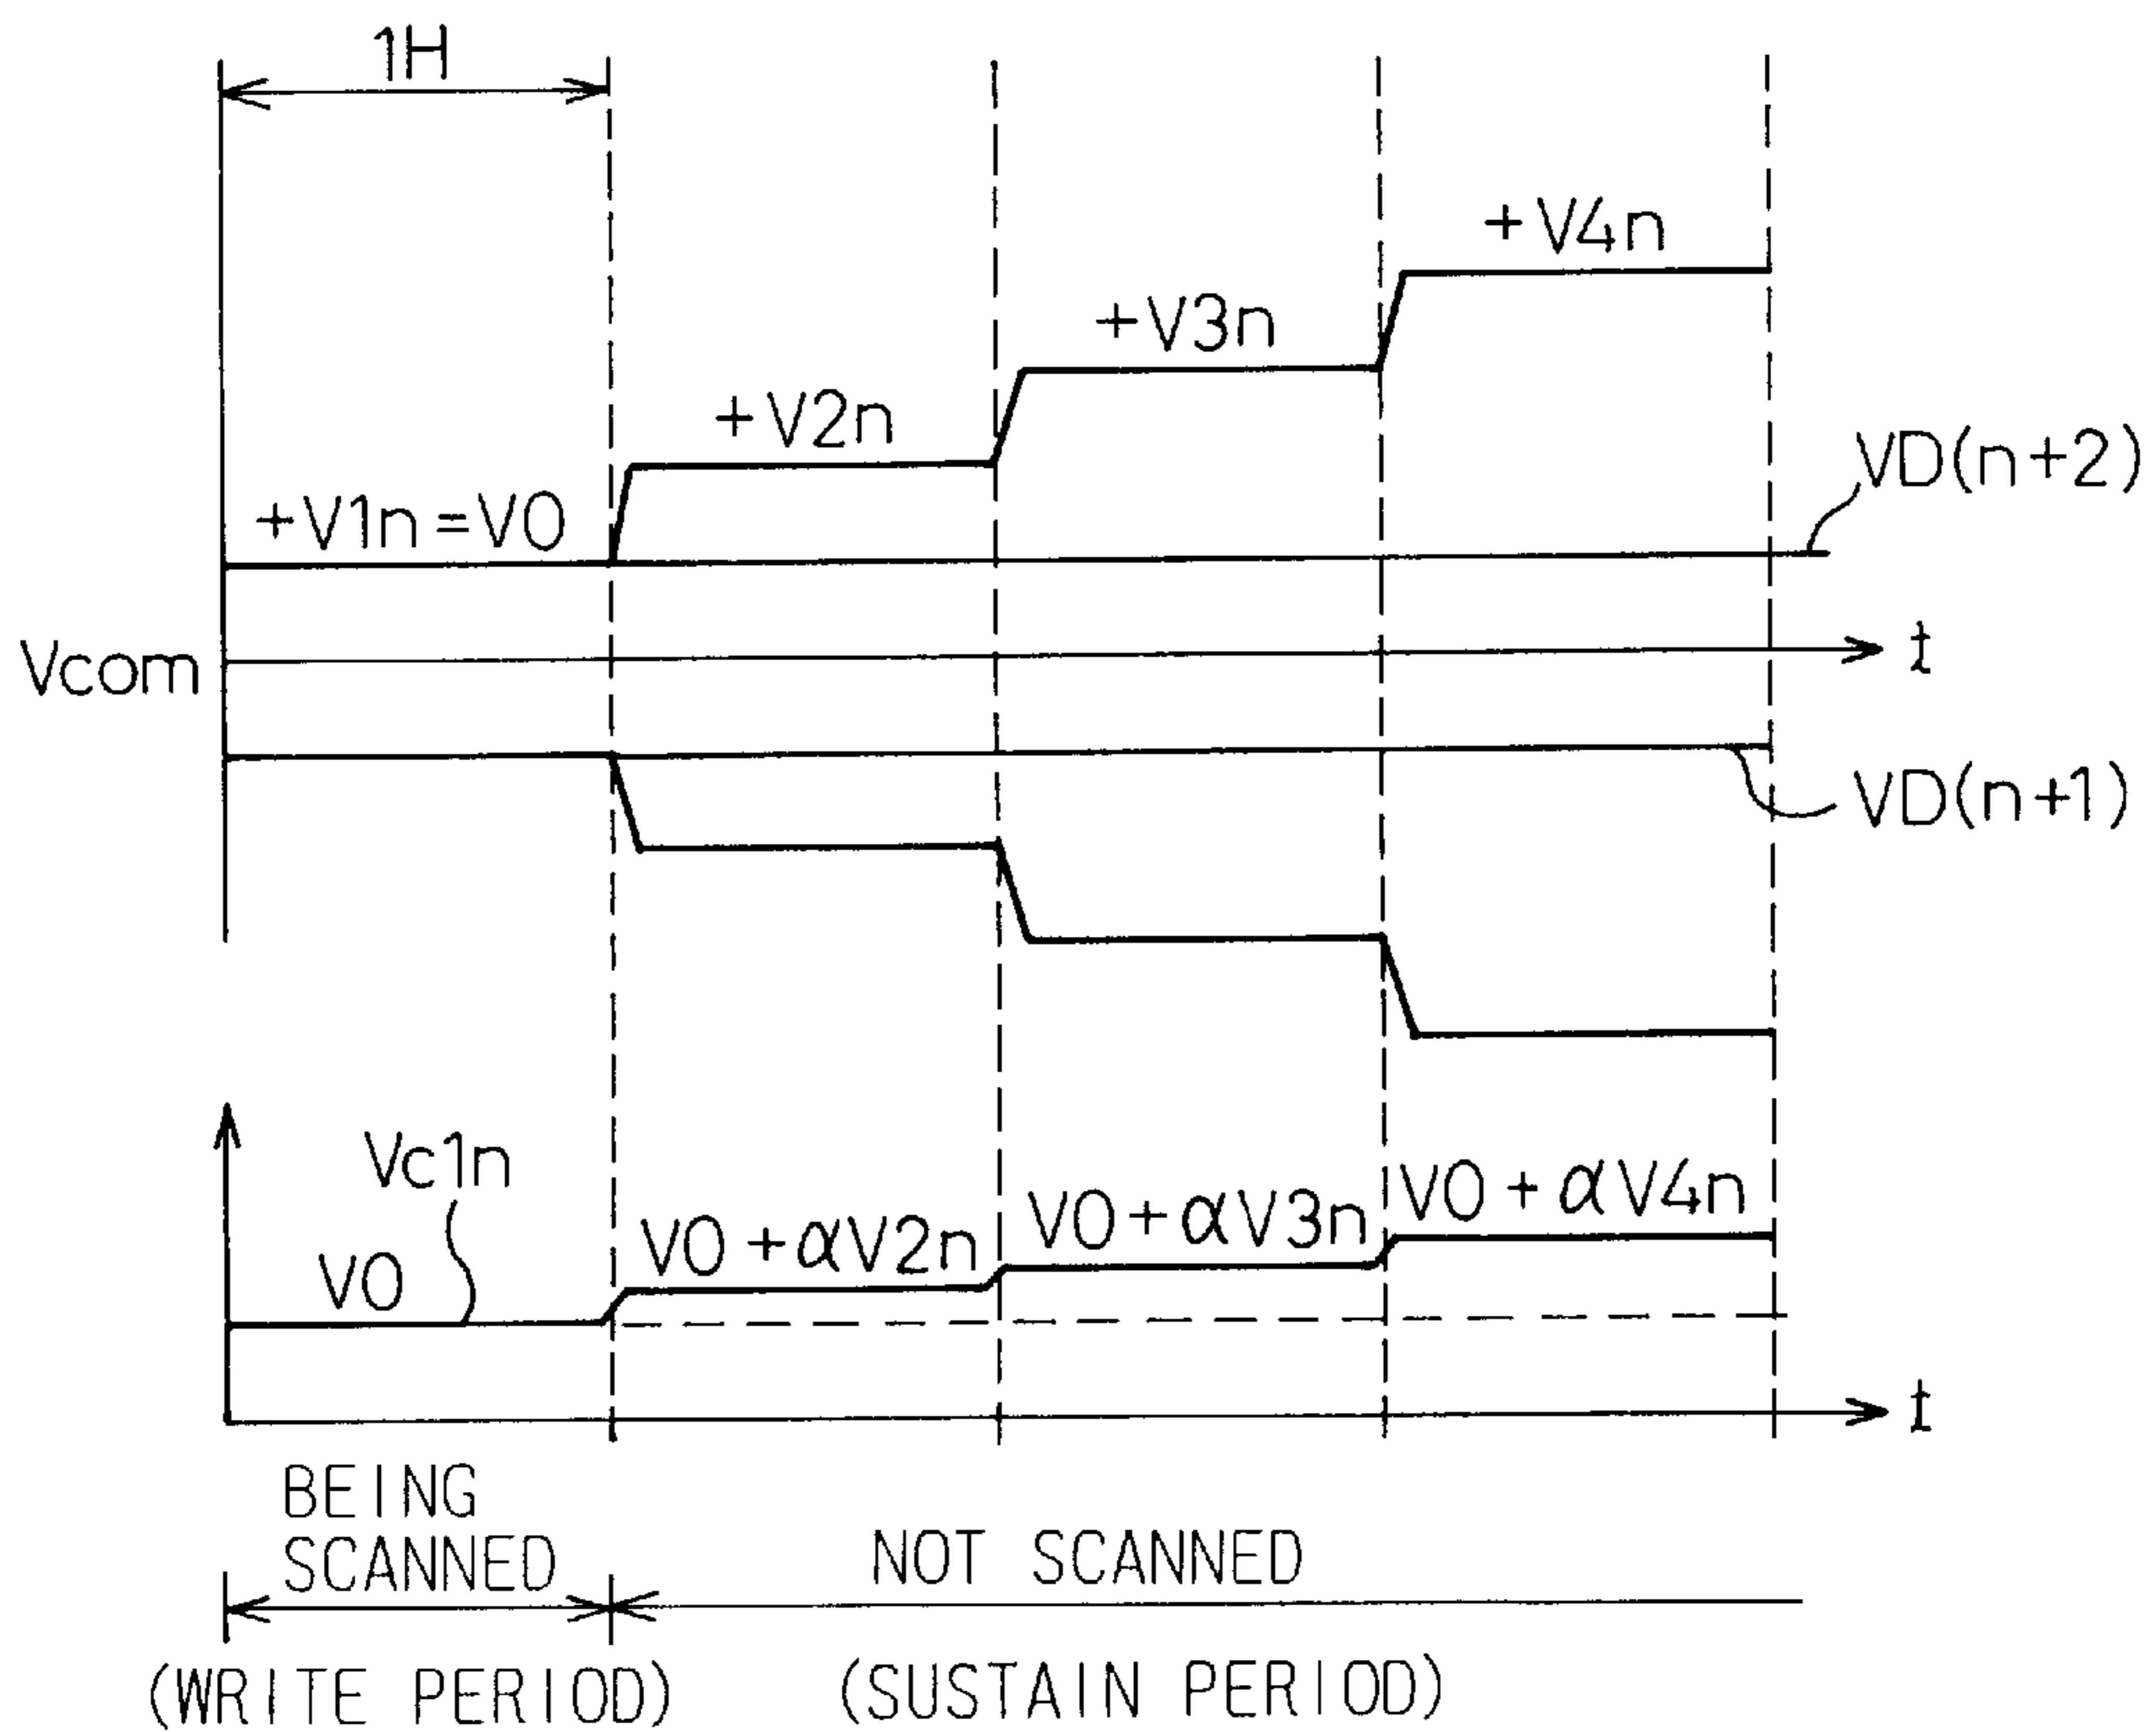 1H
+V4n
+V3n
+V2n
VD(n+2)
+V1n=V0
t
Vcom
VD(n+1)
Vc1n
V0
V0+αV2n
V0+αV3n
V0+αV4n
t
BEING
SCANNED
NOT SCANNED
(WRITE PERIOD)
(SUSTAIN PERIOD)